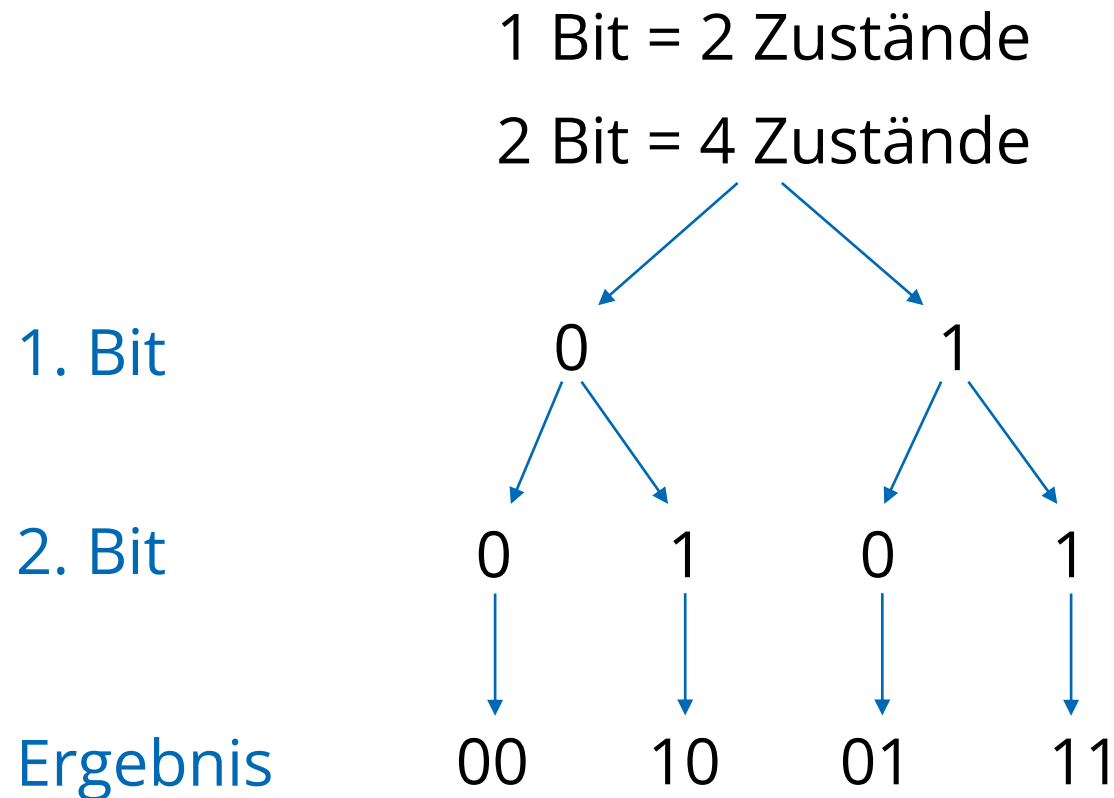 1 Bit = 2 Zustände
2 Bit = 4 Zustände
1. Bit 0 1
2. Bit 0 1 0 1
Ergebnis 00 10 01 11